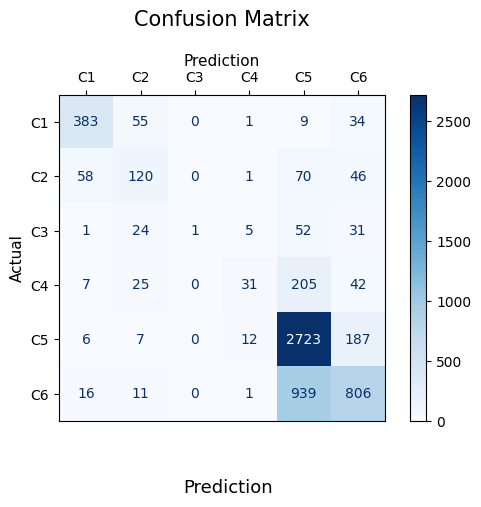 Confusion Matrix
Prediction
C1 C2 C3 C4 C5 C6
C1 383 55 0 1 9 34
C2 58 120 0 1 70 46
C3 1 24 1 5 52 31
C4 7 25 0 31 205 42
C5 6 7 0 12 2723 187
C6 16 11 0 1 939 806
Actual
2500
2000
1500
1000
500
0
Prediction